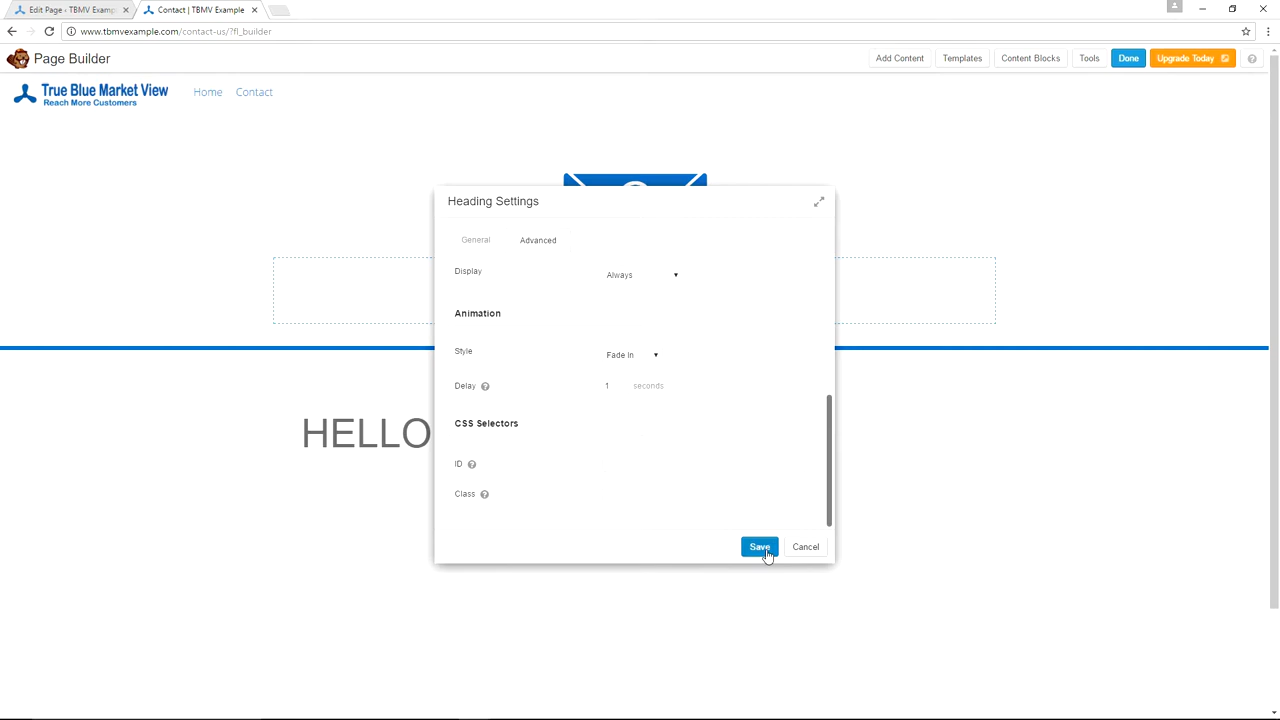 Edit Page ‹ TBMV Examp
Contact | TBMV Example
www.tbmvexample.com/contact-us/?fl_builder
Page Builder
Add Content
Templates
Content Blocks
Tools
Done
Upgrade Today
True Blue Market View
Reach More Customers
Home
Contact
Heading Settings
General
Advanced
Display
Always
Animation
Style
Fade In
Delay
1
seconds
CSS Selectors
HELLO
ID
Class
Save
Cancel